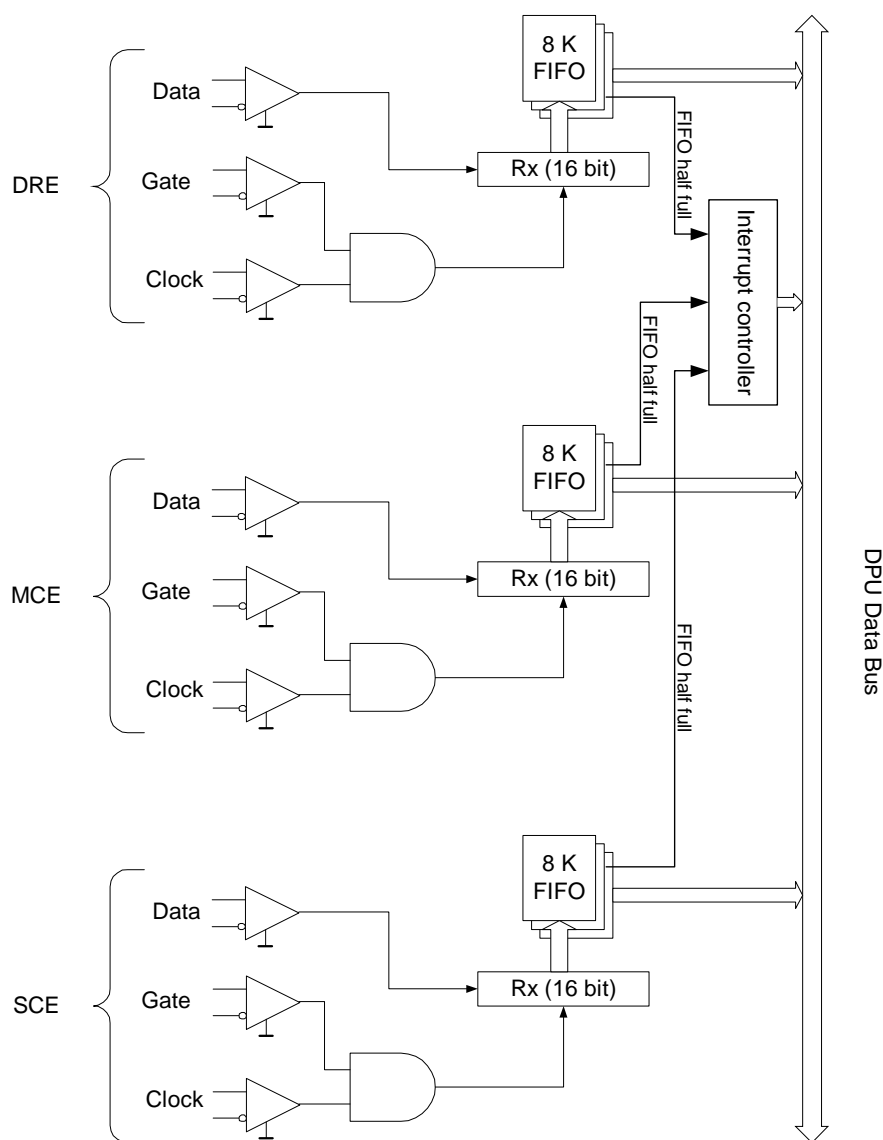 8 K
FIFO
Data
DRE
Gate
Clock
Rx (16 bit)
FIFO half full
Interrupt controller
FIFO half full
8 K
FIFO
Data
MCE
Gate
Clock
Rx (16 bit)
FIFO half full
DPU Data Bus
8 K
FIFO
Data
SCE
Gate
Clock
Rx (16 bit)